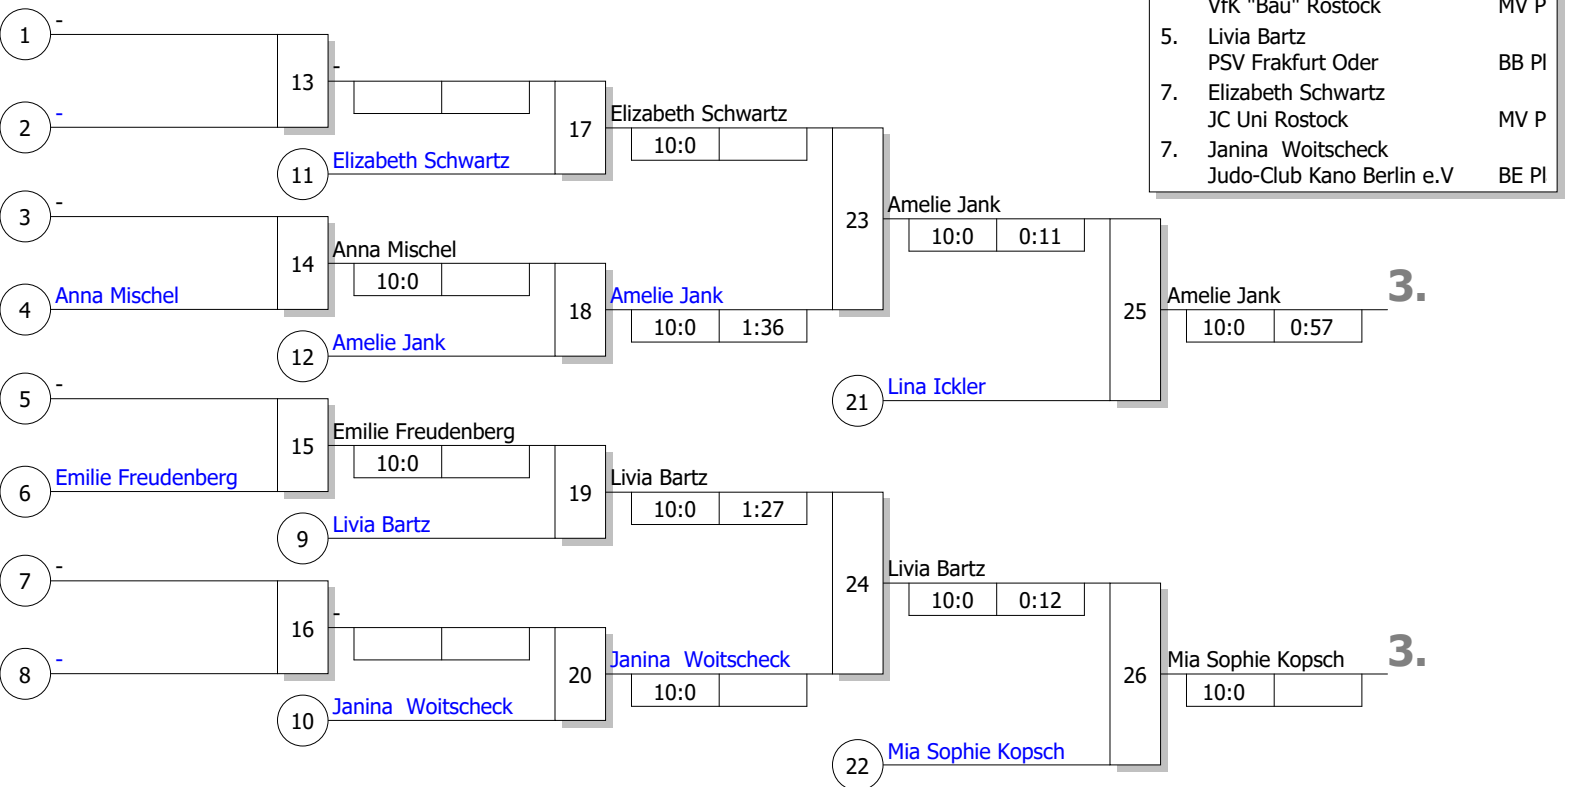 VfK "Bau" Rostock MV P
5. Livia Bartz
PSV Frakfurt Oder BB Pl
7. Elizabeth Schwartz
JC Uni Rostock MV P
7. Janina Woitscheck
Judo-Club Kano Berlin e.V BE Pl
1 -
13 -
2 -
17 Elizabeth Schwartz
10:0
11 Elizabeth Schwartz
3 -
23 Amelie Jank
10:0 0:11
14 Anna Mischel
10:0
4 Anna Mischel
18 Amelie Jank
10:0 1:36
25 Amelie Jank 3.
10:0 0:57
12 Amelie Jank
5 -
21 Lina Ickler
15 Emilie Freudenberg
10:0
6 Emilie Freudenberg
19 Livia Bartz
10:0 1:27
9 Livia Bartz
7 -
24 Livia Bartz
10:0 0:12
16 -
8 -
20 Janina Woitscheck
10:0
26 Mia Sophie Kopsch 3.
10:0
10 Janina Woitscheck
22 Mia Sophie Kopsch